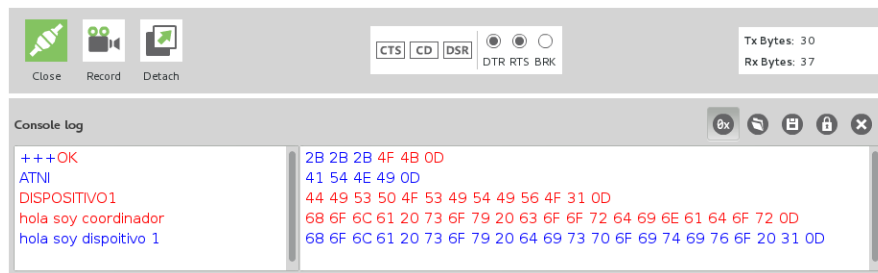 CTS CD DSR
Tx Bytes: 30
DTR RTS BRK
Rx Bytes: 37
Close Record Detach
Console log
0x
+++OK 2B 2B 2B 4F 4B 0D
ATNI 41 54 4E 49 0D
DISPOSITIVO1 44 49 53 50 4F 53 49 54 49 56 4F 31 0D
hola soy coordinador 68 6F 6C 61 20 73 6F 79 20 63 6F 6F 72 64 69 6E 61 64 6F 72 0D
hola soy dispoitivo 1 68 6F 6C 61 20 73 6F 79 20 64 69 73 70 6F 69 74 69 76 6F 20 31 0D